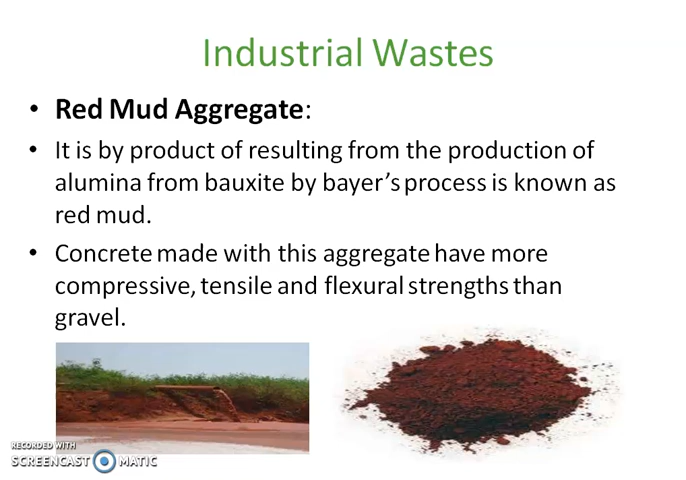 Industrial Wastes
• Red Mud Aggregate:
• It is by product of resulting from the production of
alumina from bauxite by bayer's process is known as
red mud.
• Concrete made with this aggregate have more
compressive, tensile and flexural strengths than
gravel.
RECORDED WITH
SCREENCAST MATIC